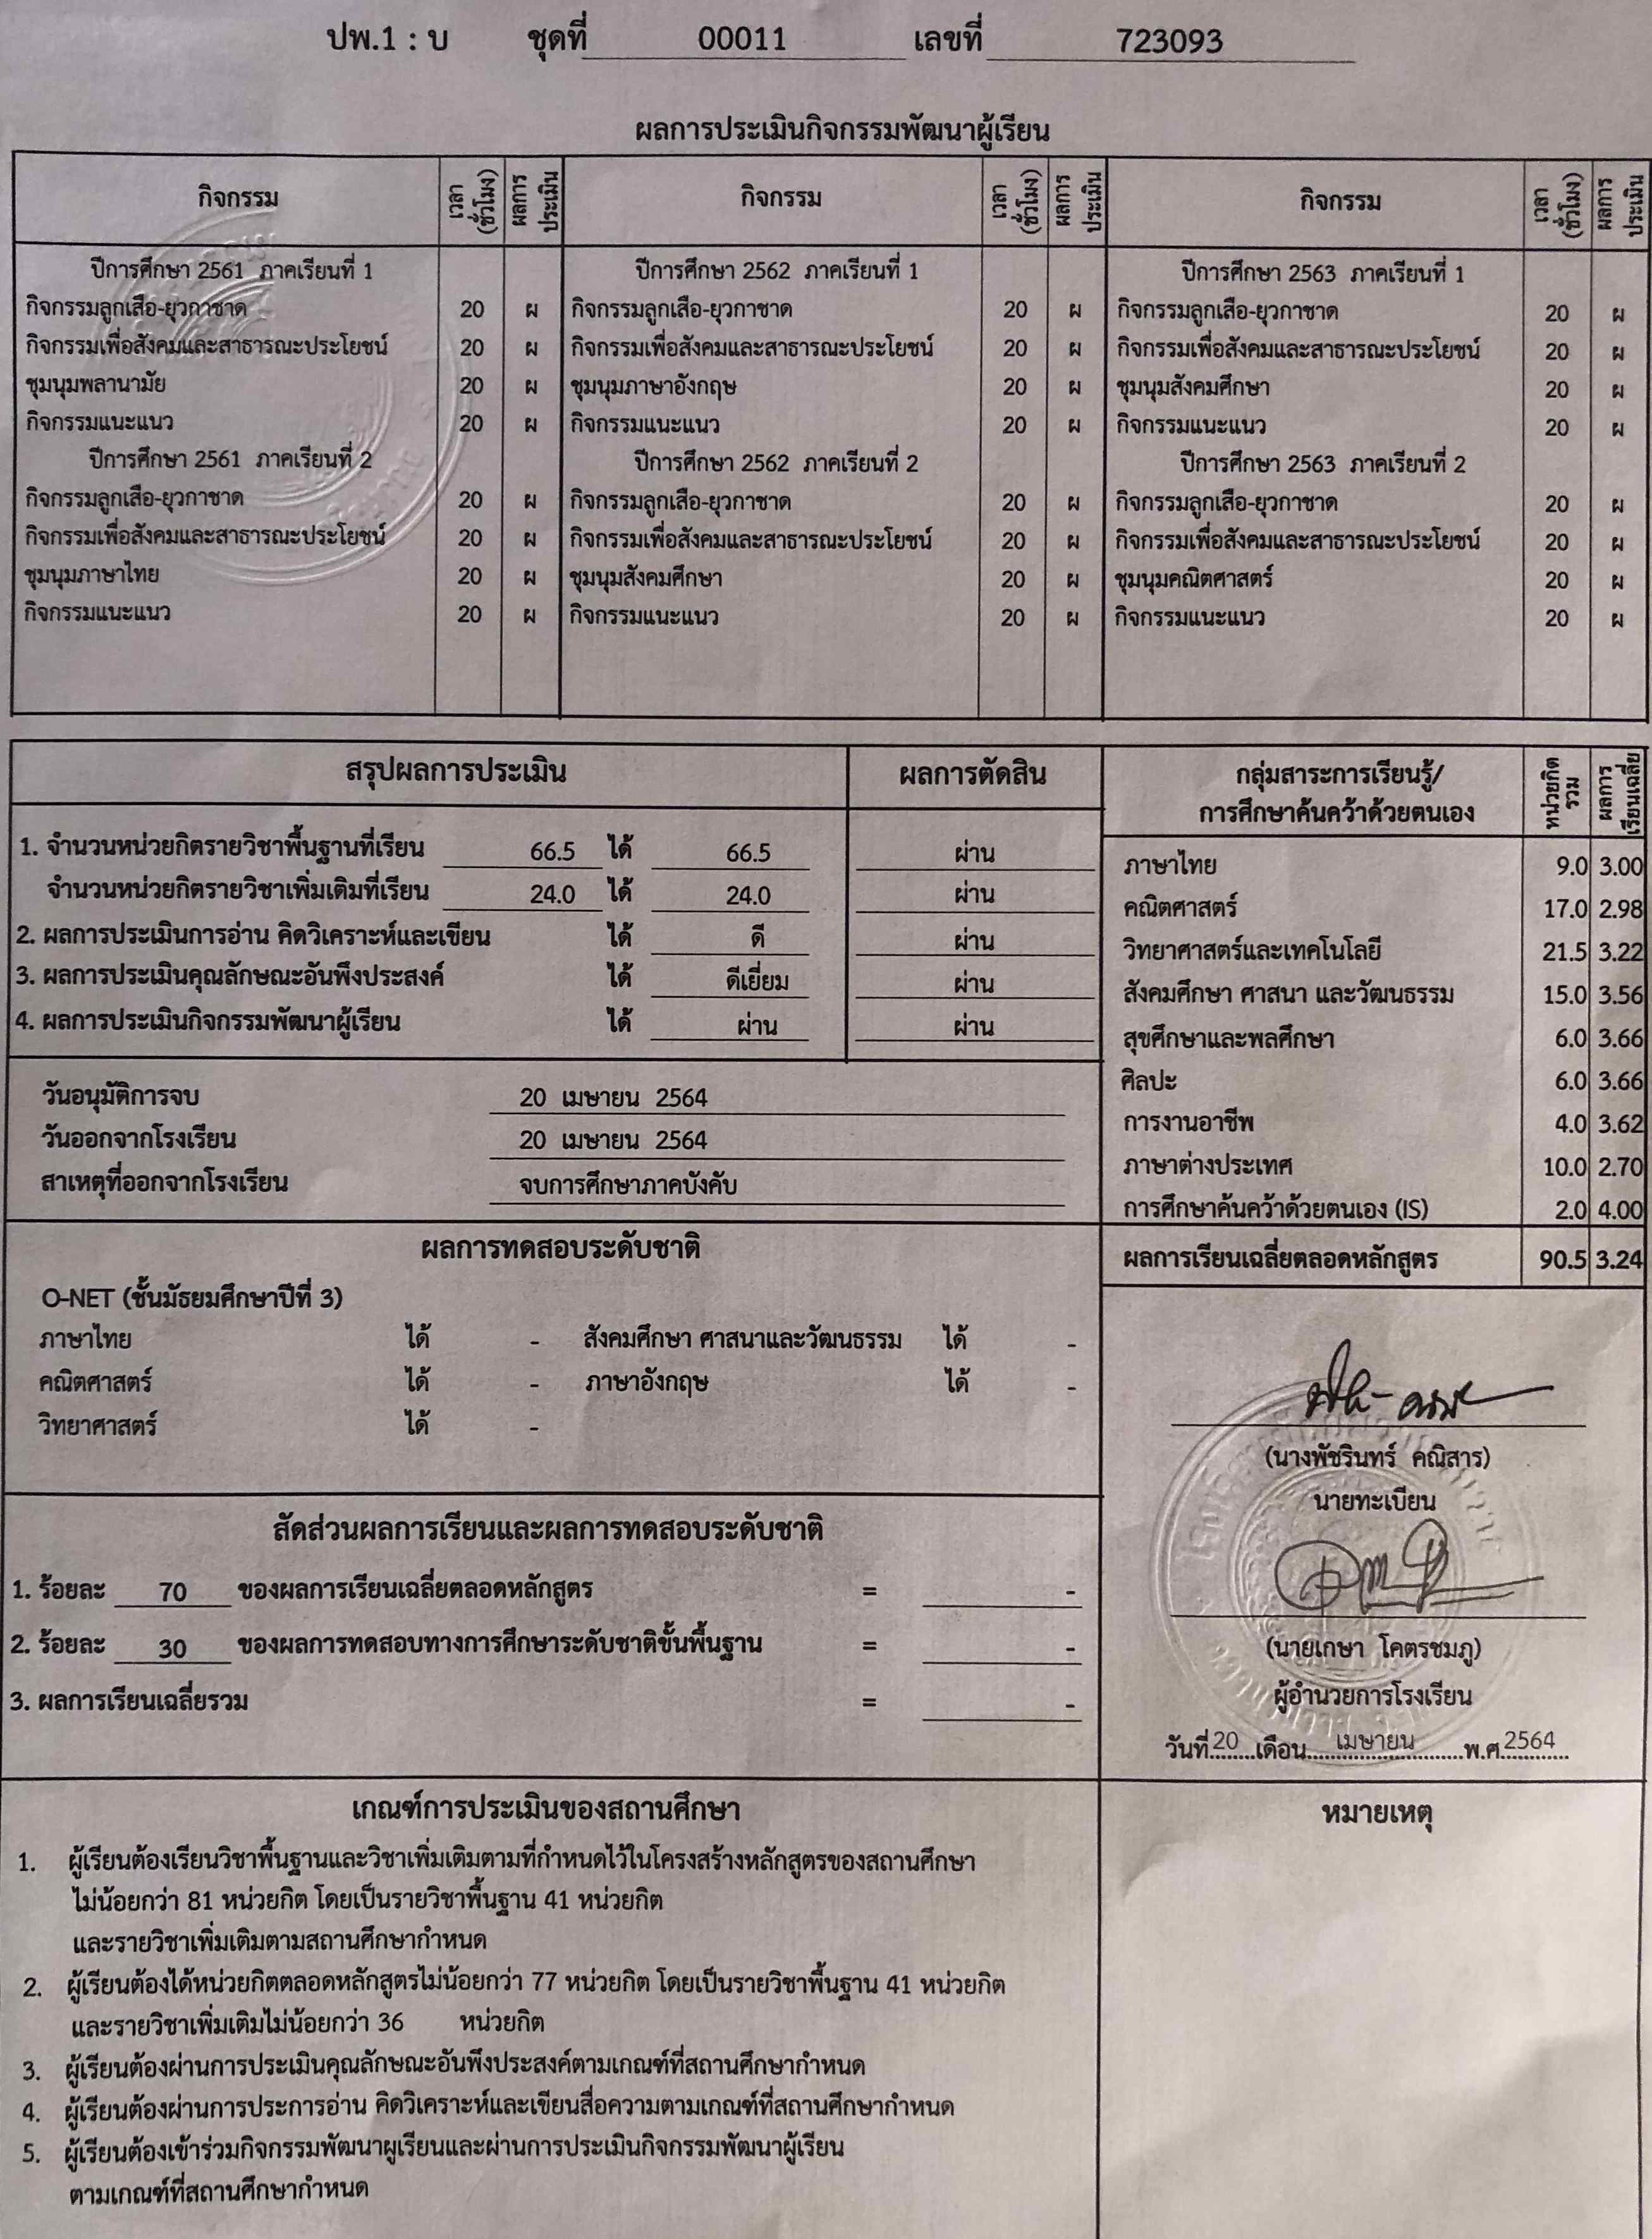 ปพ.1 : บ ชุดที่ 00011 เลขที่ 723093
ผลการประเมินกิจกรรมพัฒนาผู้เรียน
กิจกรรม เวลา (ชั่วโมง) ผลการประเมิน กิจกรรม เวลา (ชั่วโมง) ผลการประเมิน กิจกรรม เวลา (ชั่วโมง) ผลการประเมิน
ปีการศึกษา 2561 ภาคเรียนที่ 1 ปีการศึกษา 2562 ภาคเรียนที่ 1 ปีการศึกษา 2563 ภาคเรียนที่ 1
กิจกรรมลูกเสือ-ยุวกาชาด 20 ผ กิจกรรมลูกเสือ-ยุวกาชาด 20 ผ กิจกรรมลูกเสือ-ยุวกาชาด 20 ผ
กิจกรรมเพื่อสังคมและสาธารณะประโยชน์ 20 ผ กิจกรรมเพื่อสังคมและสาธารณะประโยชน์ 20 ผ กิจกรรมเพื่อสังคมและสาธารณะประโยชน์ 20 ผ
ชุมนุมพลานามัย 20 ผ ชุมนุมภาษาอังกฤษ 20 ผ ชุมนุมสังคมศึกษา 20 ผ
กิจกรรมแนะแนว 20 ผ กิจกรรมแนะแนว 20 ผ กิจกรรมแนะแนว 20 ผ
ปีการศึกษา 2561 ภาคเรียนที่ 2 ปีการศึกษา 2562 ภาคเรียนที่ 2 ปีการศึกษา 2563 ภาคเรียนที่ 2
กิจกรรมลูกเสือ-ยุวกาชาด 20 ผ กิจกรรมลูกเสือ-ยุวกาชาด 20 ผ กิจกรรมลูกเสือ-ยุวกาชาด 20 ผ
กิจกรรมเพื่อสังคมและสาธารณะประโยชน์ 20 ผ กิจกรรมเพื่อสังคมและสาธารณะประโยชน์ 20 ผ กิจกรรมเพื่อสังคมและสาธารณะประโยชน์ 20 ผ
ชุมนุมภาษาไทย 20 ผ ชุมนุมสังคมศึกษา 20 ผ ชุมนุมคณิตศาสตร์ 20 ผ
กิจกรรมแนะแนว 20 ผ กิจกรรมแนะแนว 20 ผ กิจกรรมแนะแนว 20 ผ
สรุปผลการประเมิน ผลการตัดสิน
1. จำนวนหน่วยกิตรายวิชาพื้นฐานที่เรียน 66.5 ได้ 66.5 ผ่าน
จำนวนหน่วยกิตรายวิชาเพิ่มเติมที่เรียน 24.0 ได้ 24.0 ผ่าน
2. ผลการประเมินการอ่าน คิดวิเคราะห์และเขียน ได้ ดี ผ่าน
3. ผลการประเมินคุณลักษณะอันพึงประสงค์ ได้ ดีเยี่ยม ผ่าน
4. ผลการประเมินกิจกรรมพัฒนาผู้เรียน ได้ ผ่าน ผ่าน
วันอนุมัติการจบ 20 เมษายน 2564
วันออกจากโรงเรียน 20 เมษายน 2564
สาเหตุที่ออกจากโรงเรียน จบการศึกษาภาคบังคับ
กลุ่มสาระการเรียนรู้/ หน่วยกิตรวม ผลการเรียนเฉลี่ย
การศึกษาค้นคว้าด้วยตนเอง
ภาษาไทย 9.0 3.00
คณิตศาสตร์ 17.0 2.98
วิทยาศาสตร์และเทคโนโลยี 21.5 3.22
สังคมศึกษา ศาสนา และวัฒนธรรม 15.0 3.56
สุขศึกษาและพลศึกษา 6.0 3.66
ศิลปะ 6.0 3.66
การงานอาชีพ 4.0 3.62
ภาษาต่างประเทศ 10.0 2.70
การศึกษาค้นคว้าด้วยตนเอง (IS) 2.0 4.00
ผลการเรียนเฉลี่ยตลอดหลักสูตร 90.5 3.24
ผลการทดสอบระดับชาติ
O-NET (ชั้นมัธยมศึกษาปีที่ 3)
ภาษาไทย ได้ - สังคมศึกษา ศาสนาและวัฒนธรรม ได้ -
คณิตศาสตร์ ได้ - ภาษาอังกฤษ ได้ -
วิทยาศาสตร์ ได้ -
สัดส่วนผลการเรียนและผลการทดสอบระดับชาติ
1. ร้อยละ 70 ของผลการเรียนเฉลี่ยตลอดหลักสูตร = -
2. ร้อยละ 30 ของผลการทดสอบทางการศึกษาระดับชาติขั้นพื้นฐาน = -
3. ผลการเรียนเฉลี่ยรวม = -
(นางพัชรินทร์ คณิสาร)
นายทะเบียน
(นายเกษา โคตรชมภู)
ผู้อำนวยการโรงเรียน
วันที่ 20 เดือน เมษายน พ.ศ. 2564
เกณฑ์การประเมินของสถานศึกษา
1. ผู้เรียนต้องเรียนวิชาพื้นฐานและวิชาเพิ่มเติมตามที่กำหนดไว้ในโครงสร้างหลักสูตรของสถานศึกษา
ไม่น้อยกว่า 81 หน่วยกิต โดยเป็นรายวิชาพื้นฐาน 41 หน่วยกิต
และรายวิชาเพิ่มเติมตามสถานศึกษากำหนด
2. ผู้เรียนต้องได้หน่วยกิตตลอดหลักสูตรไม่น้อยกว่า 77 หน่วยกิต โดยเป็นรายวิชาพื้นฐาน 41 หน่วยกิต
และรายวิชาเพิ่มเติมไม่น้อยกว่า 36 หน่วยกิต
3. ผู้เรียนต้องผ่านการประเมินคุณลักษณะอันพึงประสงค์ตามเกณฑ์ที่สถานศึกษากำหนด
4. ผู้เรียนต้องผ่านการประการอ่าน คิดวิเคราะห์และเขียนสื่อความตามเกณฑ์ที่สถานศึกษากำหนด
5. ผู้เรียนต้องเข้าร่วมกิจกรรมพัฒนาผูเรียนและผ่านการประเมินกิจกรรมพัฒนาผู้เรียน
ตามเกณฑ์ที่สถานศึกษากำหนด
หมายเหตุ